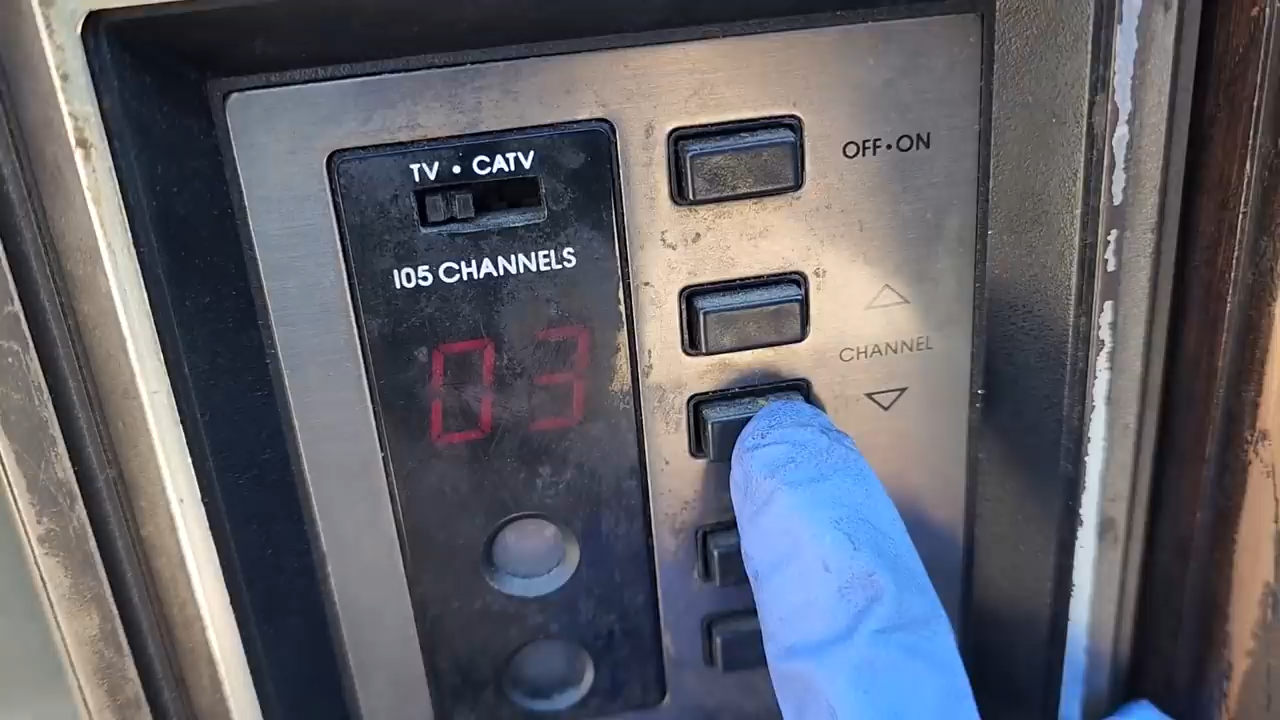 TV • CATV
105 CHANNELS
03
OFF•ON
CHANNEL